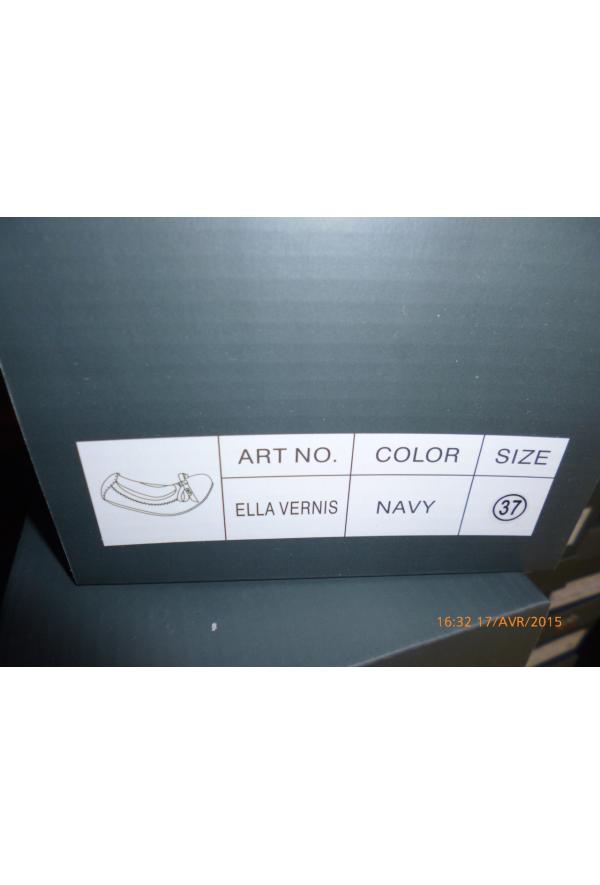 ART NO. COLOR SIZE
ELLA VERNIS NAVY 37
16:32 17/AVR/2015